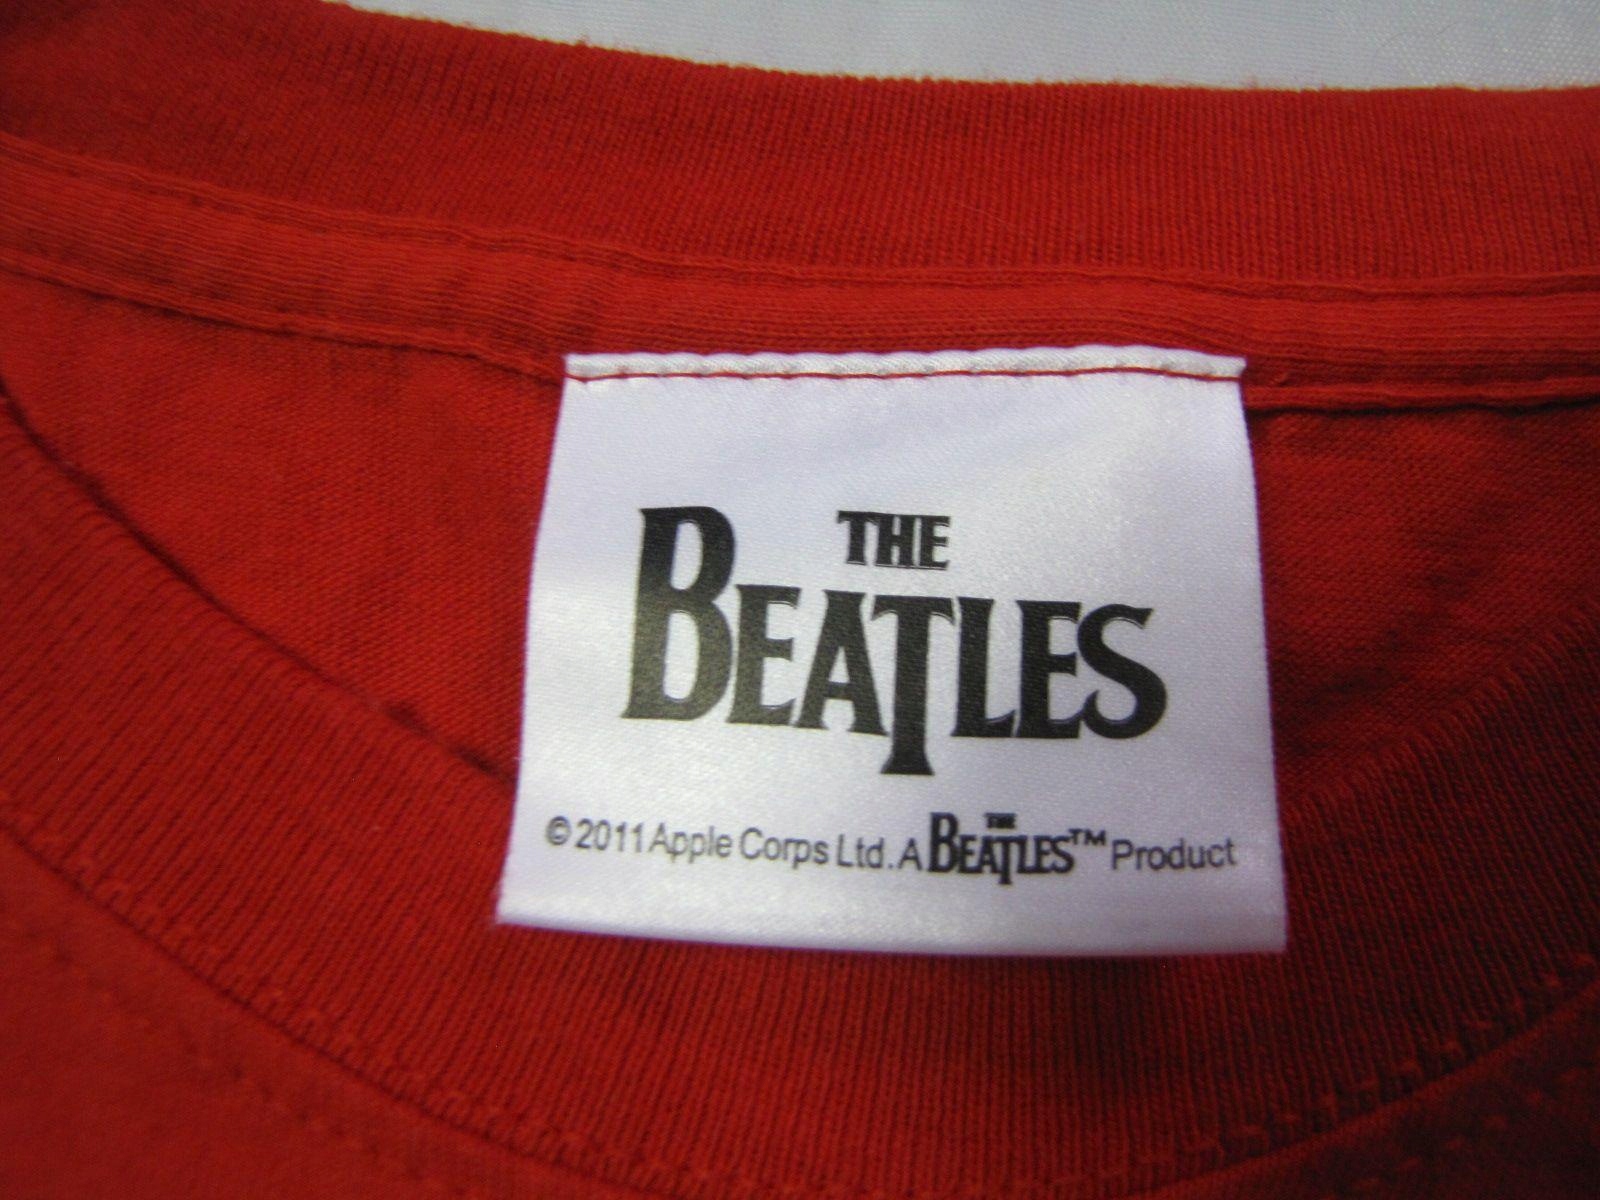 THE
BEATLES
© 2011 Apple Corps Ltd. A THE BEATLES™ Product